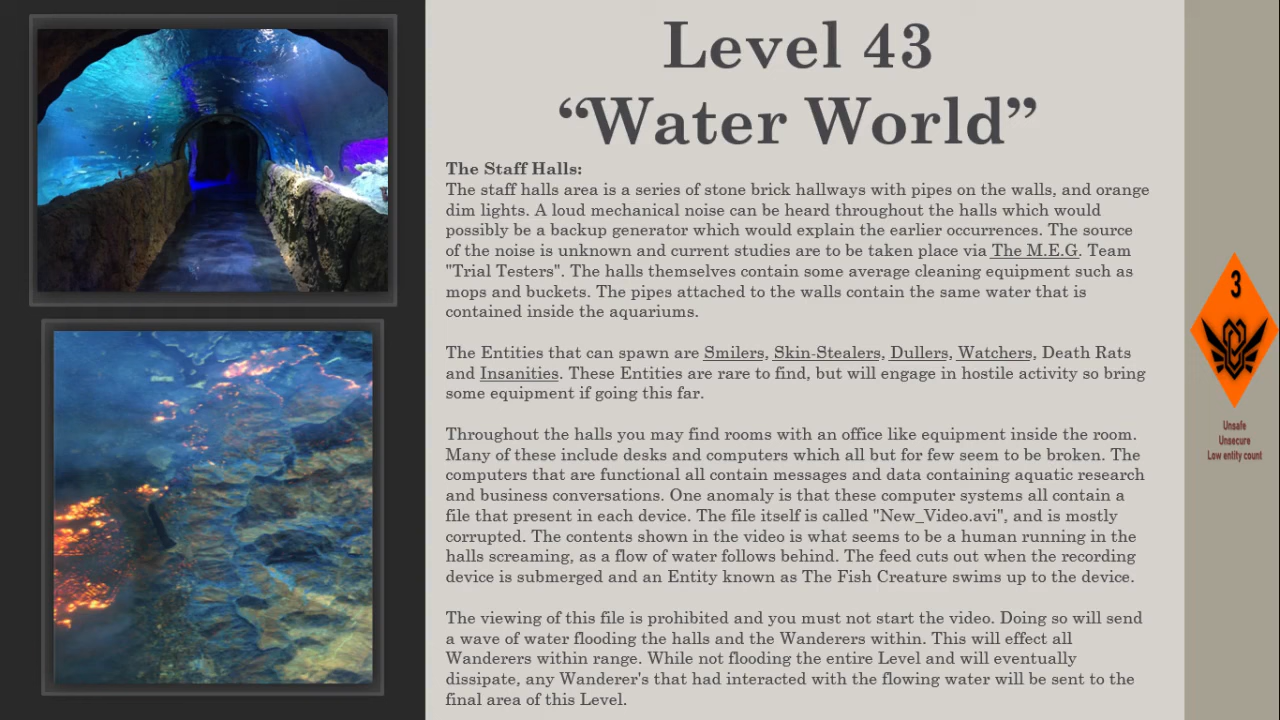 Level 43
“Water World”
The Staff Halls:
The staff halls area is a series of stone brick hallways with pipes on the walls, and orange
dim lights. A loud mechanical noise can be heard throughout the halls which would
possibly be a backup generator which would explain the earlier occurrences. The source
of the noise is unknown and current studies are to be taken place via The M.E.G. Team
"Trial Testers". The halls themselves contain some average cleaning equipment such as
mops and buckets. The pipes attached to the walls contain the same water that is
contained inside the aquariums.
The Entities that can spawn are Smilers, Skin-Stealers, Dullers, Watchers, Death Rats
and Insanities. These Entities are rare to find, but will engage in hostile activity so bring
some equipment if going this far.
Throughout the halls you may find rooms with an office like equipment inside the room.
Many of these include desks and computers which all but for few seem to be broken. The
computers that are functional all contain messages and data containing aquatic research
and business conversations. One anomaly is that these computer systems all contain a
file that present in each device. The file itself is called "New_Video.avi", and is mostly
corrupted. The contents shown in the video is what seems to be a human running in the
halls screaming, as a flow of water follows behind. The feed cuts out when the recording
device is submerged and an Entity known as The Fish Creature swims up to the device.
The viewing of this file is prohibited and you must not start the video. Doing so will send
a wave of water flooding the halls and the Wanderers within. This will effect all
Wanderers within range. While not flooding the entire Level and will eventually
dissipate, any Wanderer's that had interacted with the flowing water will be sent to the
final area of this Level.
3
Unsafe
Unsecure
Low entity count